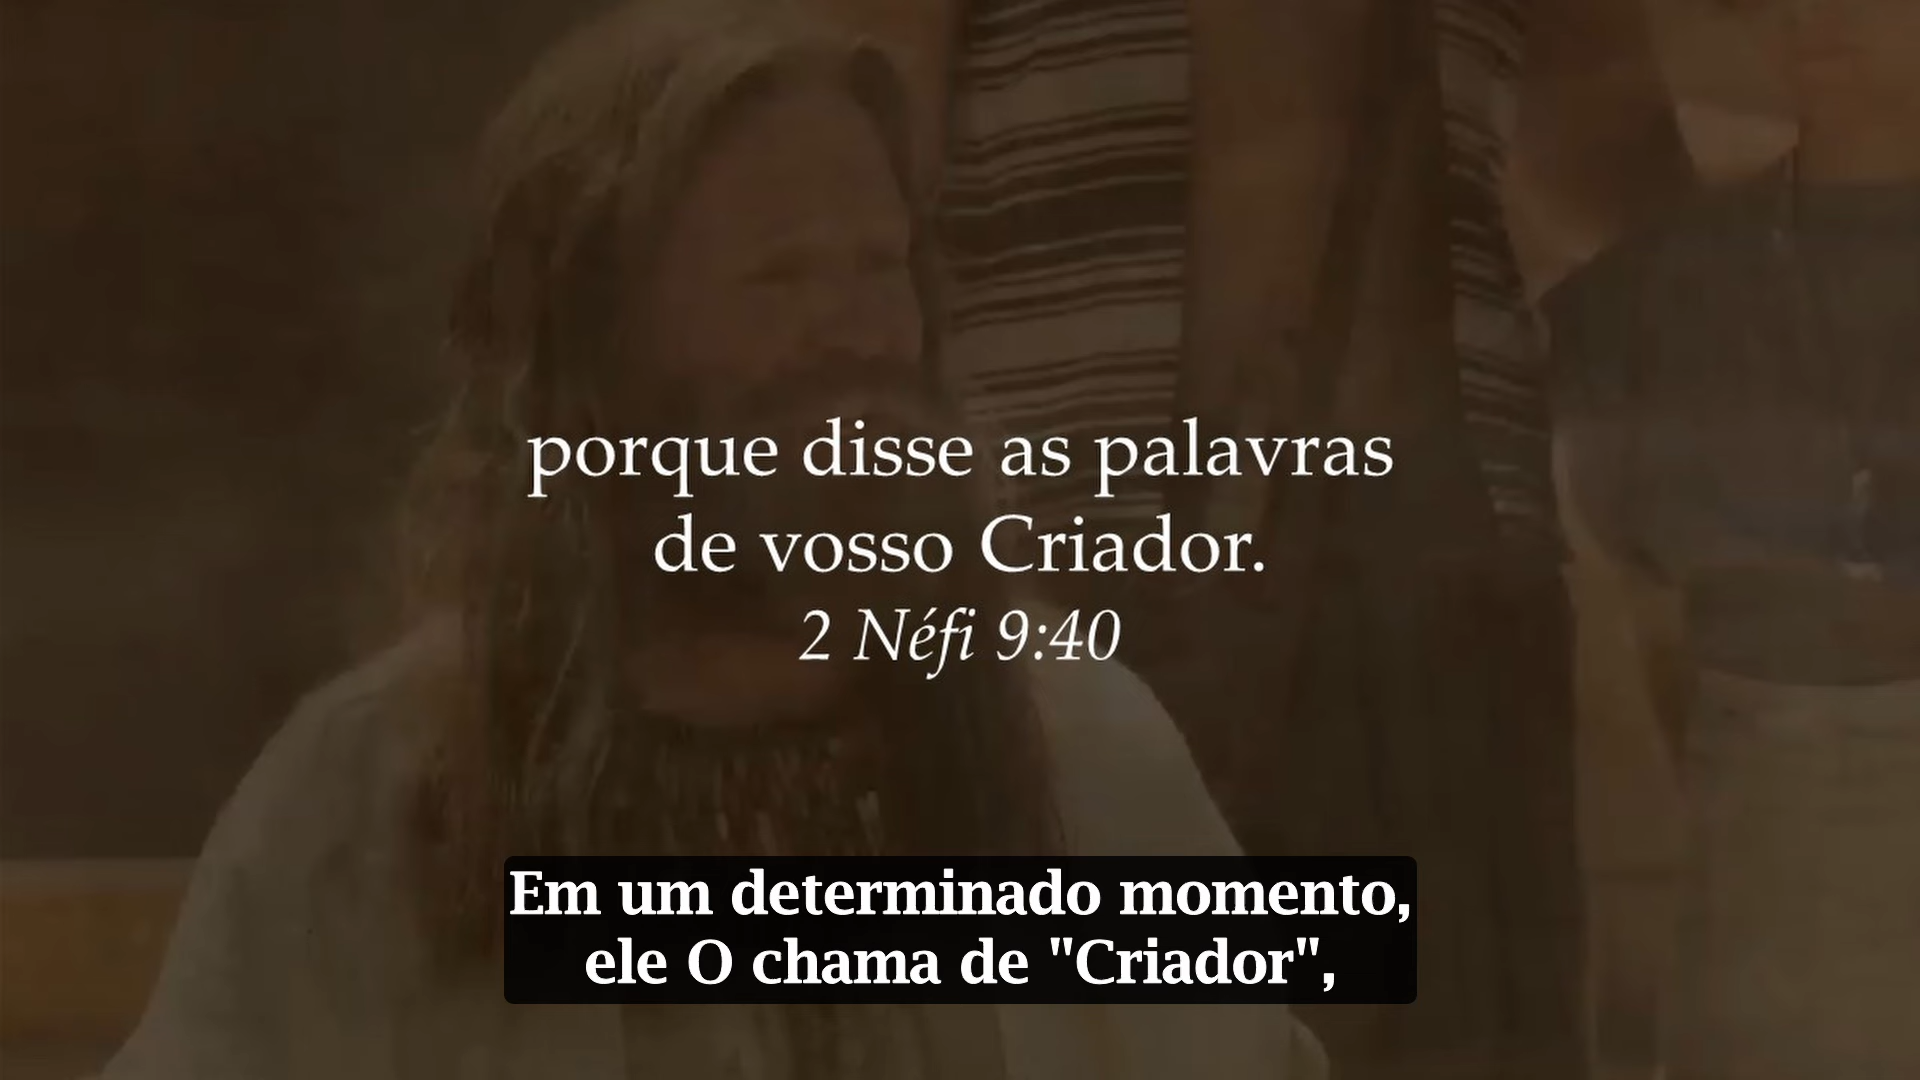 porque disse as palavras
de vosso Criador.
2 Néfi 9:40
Em um determinado momento,
ele O chama de "Criador",